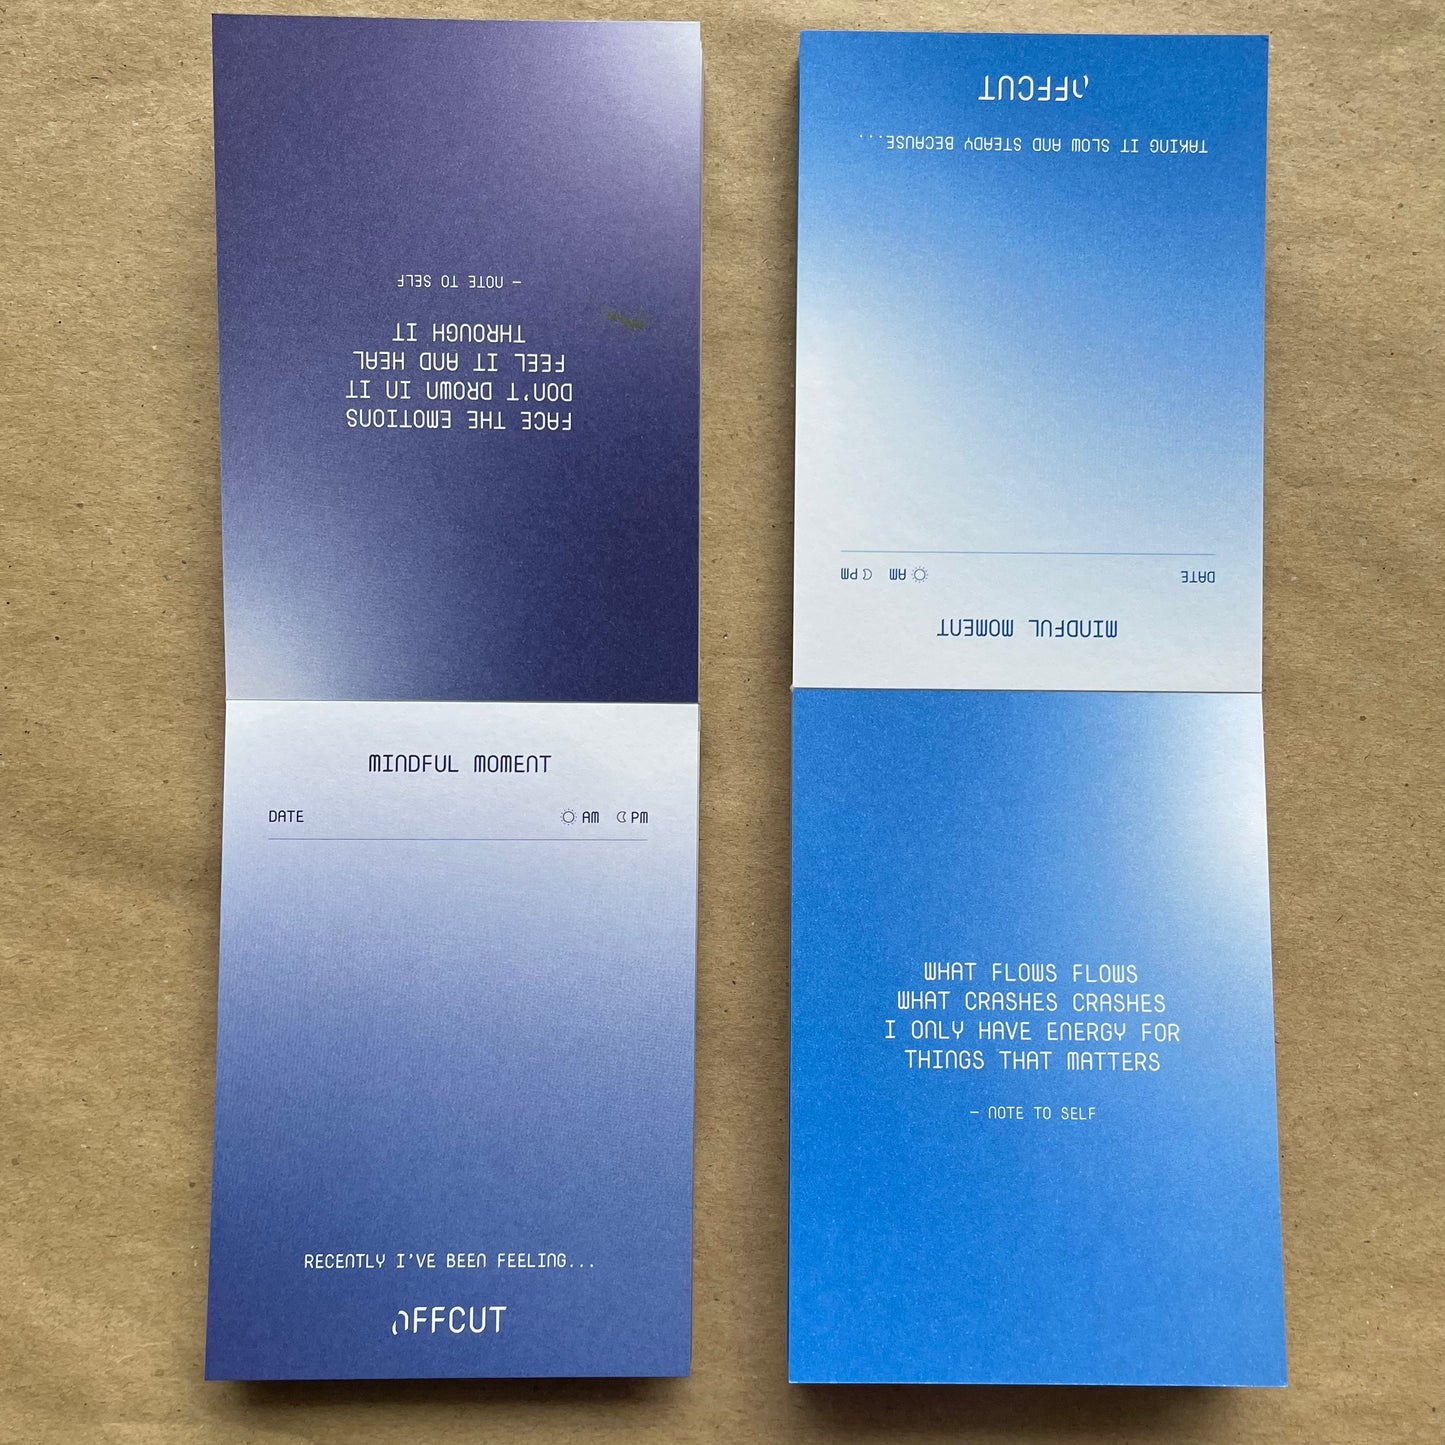 FACE THE EMOTIONS
DON'T DROWN IN IT
FEEL IT AND HEAL
THROUGH IT
— NOTE TO SELF
MINDFUL MOMENT
DATE AM PM
RECENTLY I'VE BEEN FEELING...
OFFCUT
MINDFUL MOMENT
DATE AM PM
TAKING IT SLOW AND STEADY BECAUSE...
OFFCUT
WHAT FLOWS FLOWS
WHAT CRASHES CRASHES
I ONLY HAVE ENERGY FOR
THINGS THAT MATTERS
— NOTE TO SELF